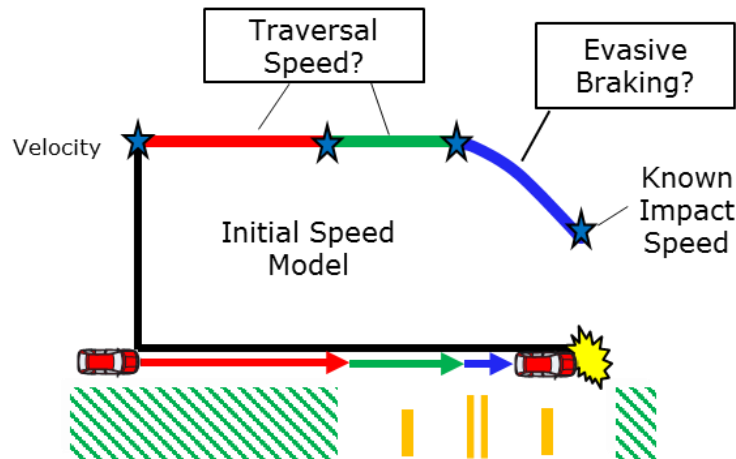 Traversal
Speed?
Evasive
Braking?
Velocity
Known
Impact
Speed
Initial Speed
Model